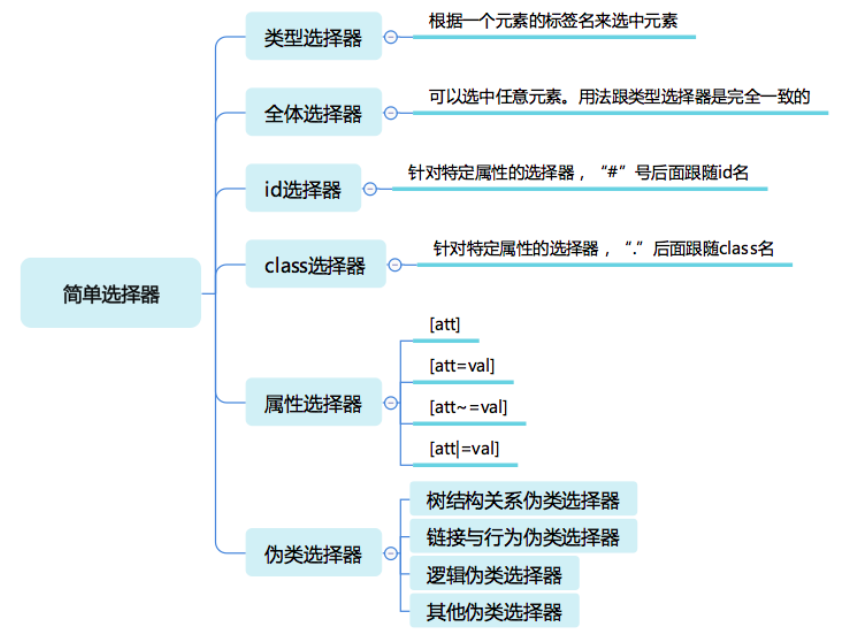 简单选择器
类型选择器
根据一个元素的标签名来选中元素
全体选择器
可以选中任意元素。用法跟类型选择器是完全一致的
id选择器
针对特定属性的选择器，“#”号后面跟随id名
class选择器
针对特定属性的选择器，“.”后面跟随class名
属性选择器
[att]
[att=val]
[att~=val]
[att|=val]
伪类选择器
树结构关系伪类选择器
链接与行为伪类选择器
逻辑伪类选择器
其他伪类选择器